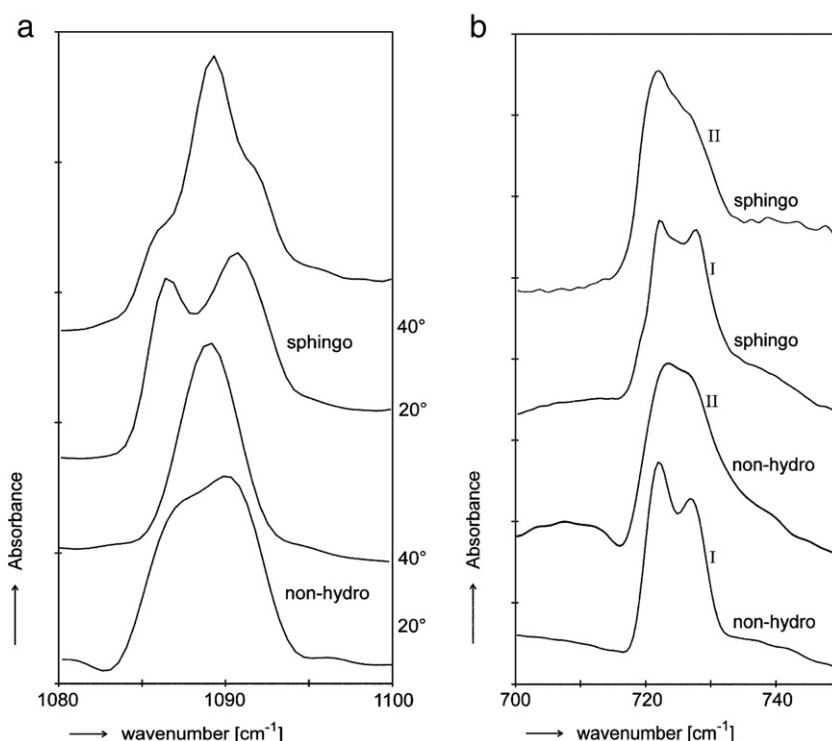 a
Absorbance
40°
sphingo
20°
40°
non-hydro
20°
1080
1090
1100
wavenumber [cm⁻¹]
b
Absorbance
II
sphingo
I
sphingo
II
non-hydro
I
non-hydro
700
720
740
wavenumber [cm⁻¹]